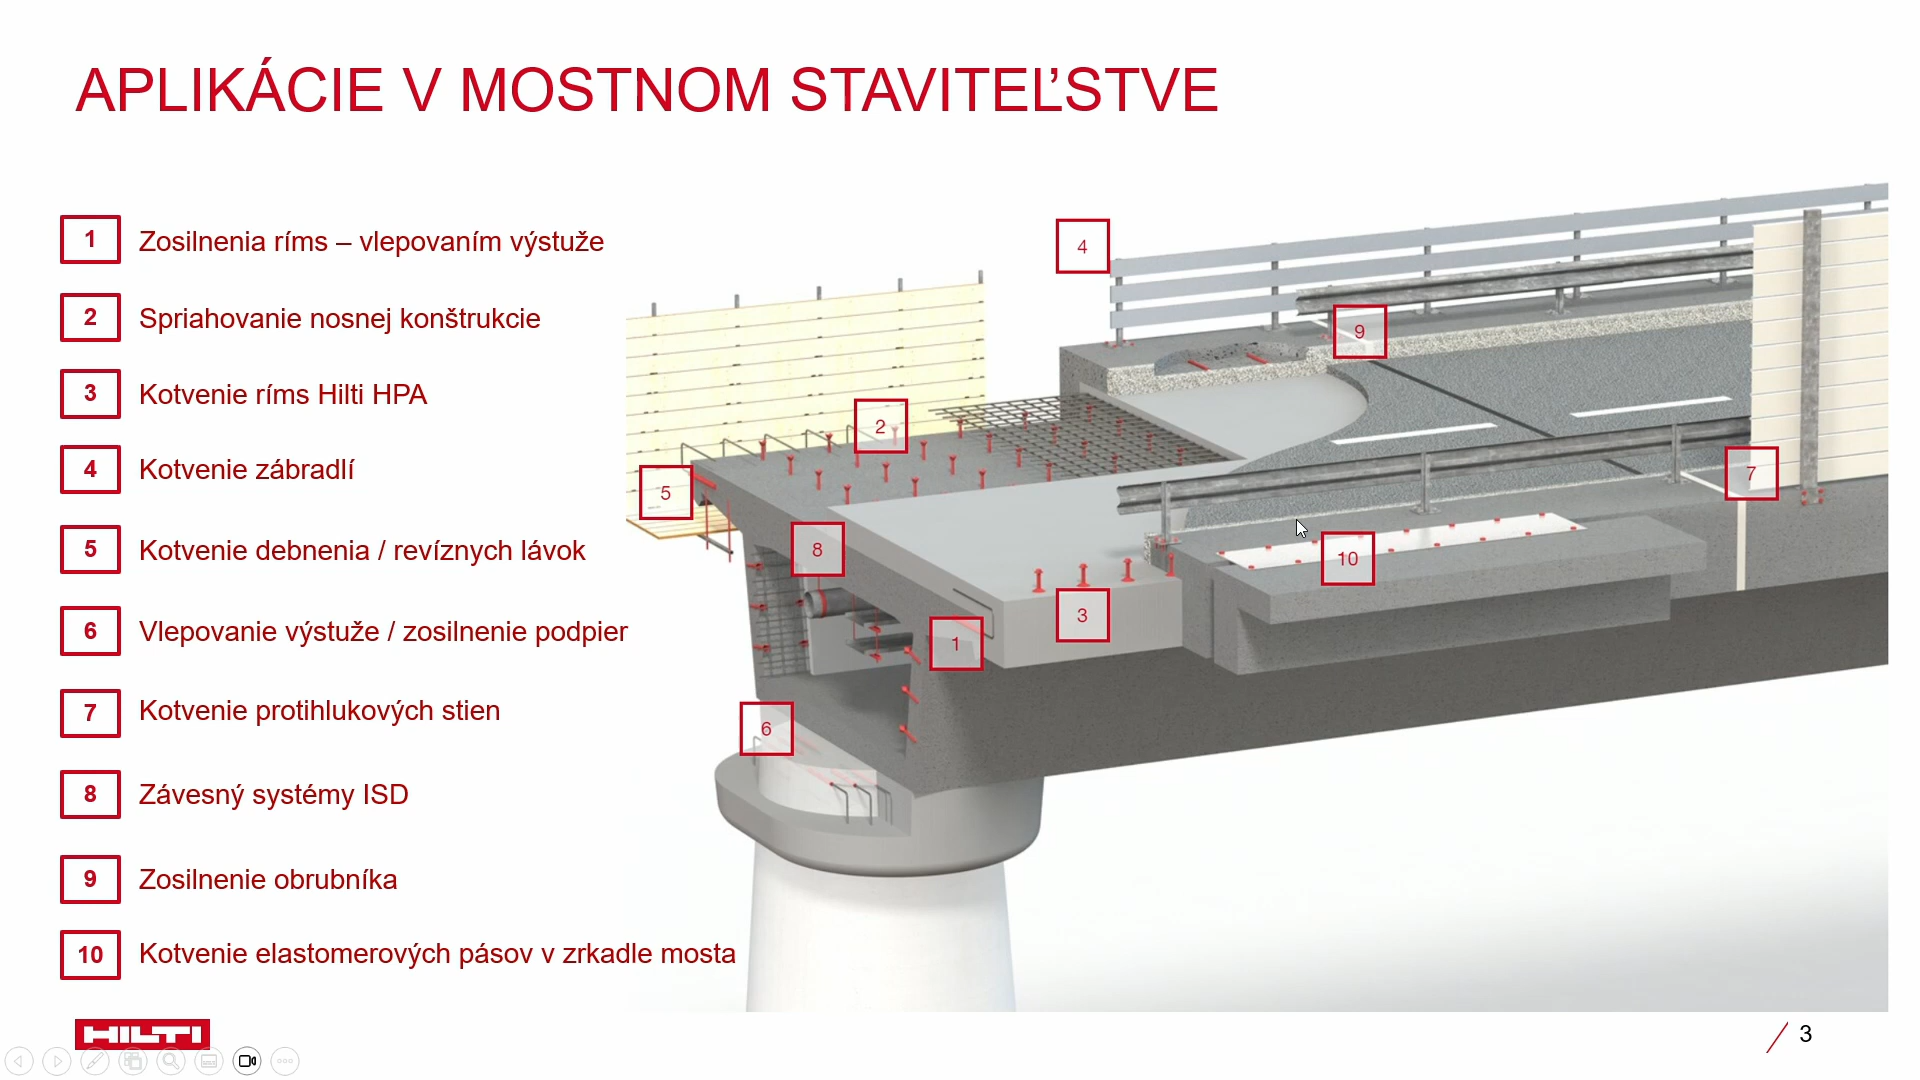 APLIKÁCIE V MOSTNOM STAVITEĽSTVE
1 Zosilnenia ríms – vlepovaním výstuže
2 Spriahovanie nosnej konštrukcie
3 Kotvenie ríms Hilti HPA
4 Kotvenie zábradlí
5 Kotvenie debnenia / revíznych lávok
6 Vlepovanie výstuže / zosilnenie podpier
7 Kotvenie protihlukových stien
8 Závesný systémy ISD
9 Zosilnenie obrubníka
10 Kotvenie elastomerových pásov v zrkadle mosta
4
9
2
7
5
8
10
3
1
6
HILTI
3